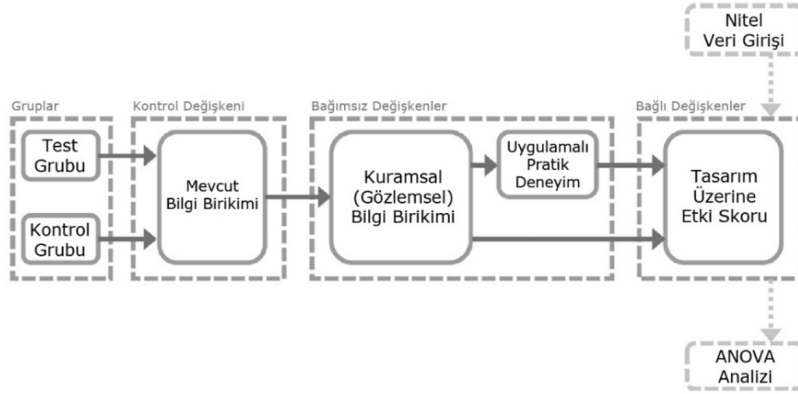 Nitel
Veri Girişi
Gruplar
Kontrol Değişkeni
Bağımsız Değişkenler
Bağlı Değişkenler
Test
Grubu
Kontrol
Grubu
Mevcut
Bilgi Birikimi
Kuramsal
(Gözlemsel)
Bilgi Birikimi
Uygulamalı
Pratik
Deneyim
Tasarım
Üzerine
Etki Skoru
ANOVA
Analizi